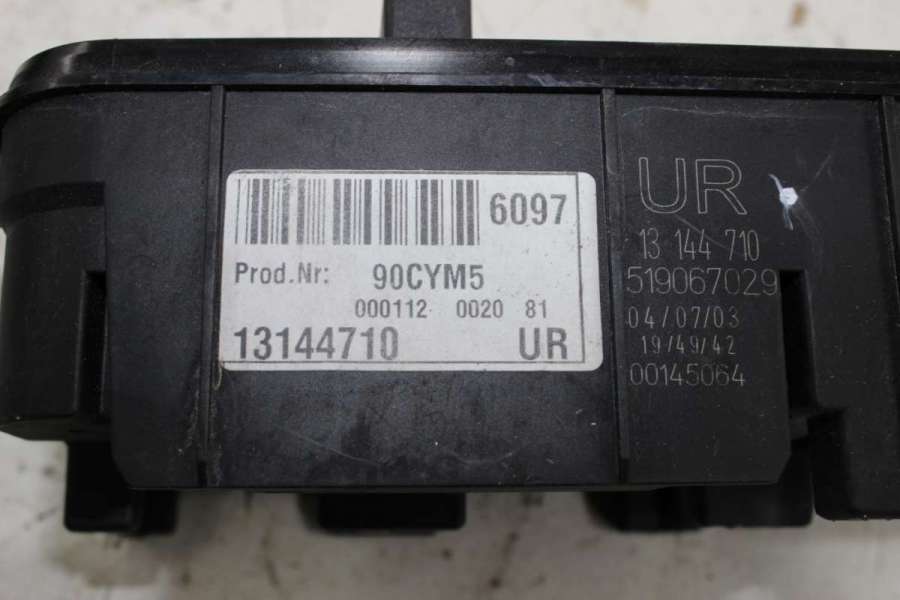 6097
Prod.Nr: 90CYM5
000112 0020 81
13144710 UR
UR
13 144 710
519067029
04/07/03
19/49/42
00145064